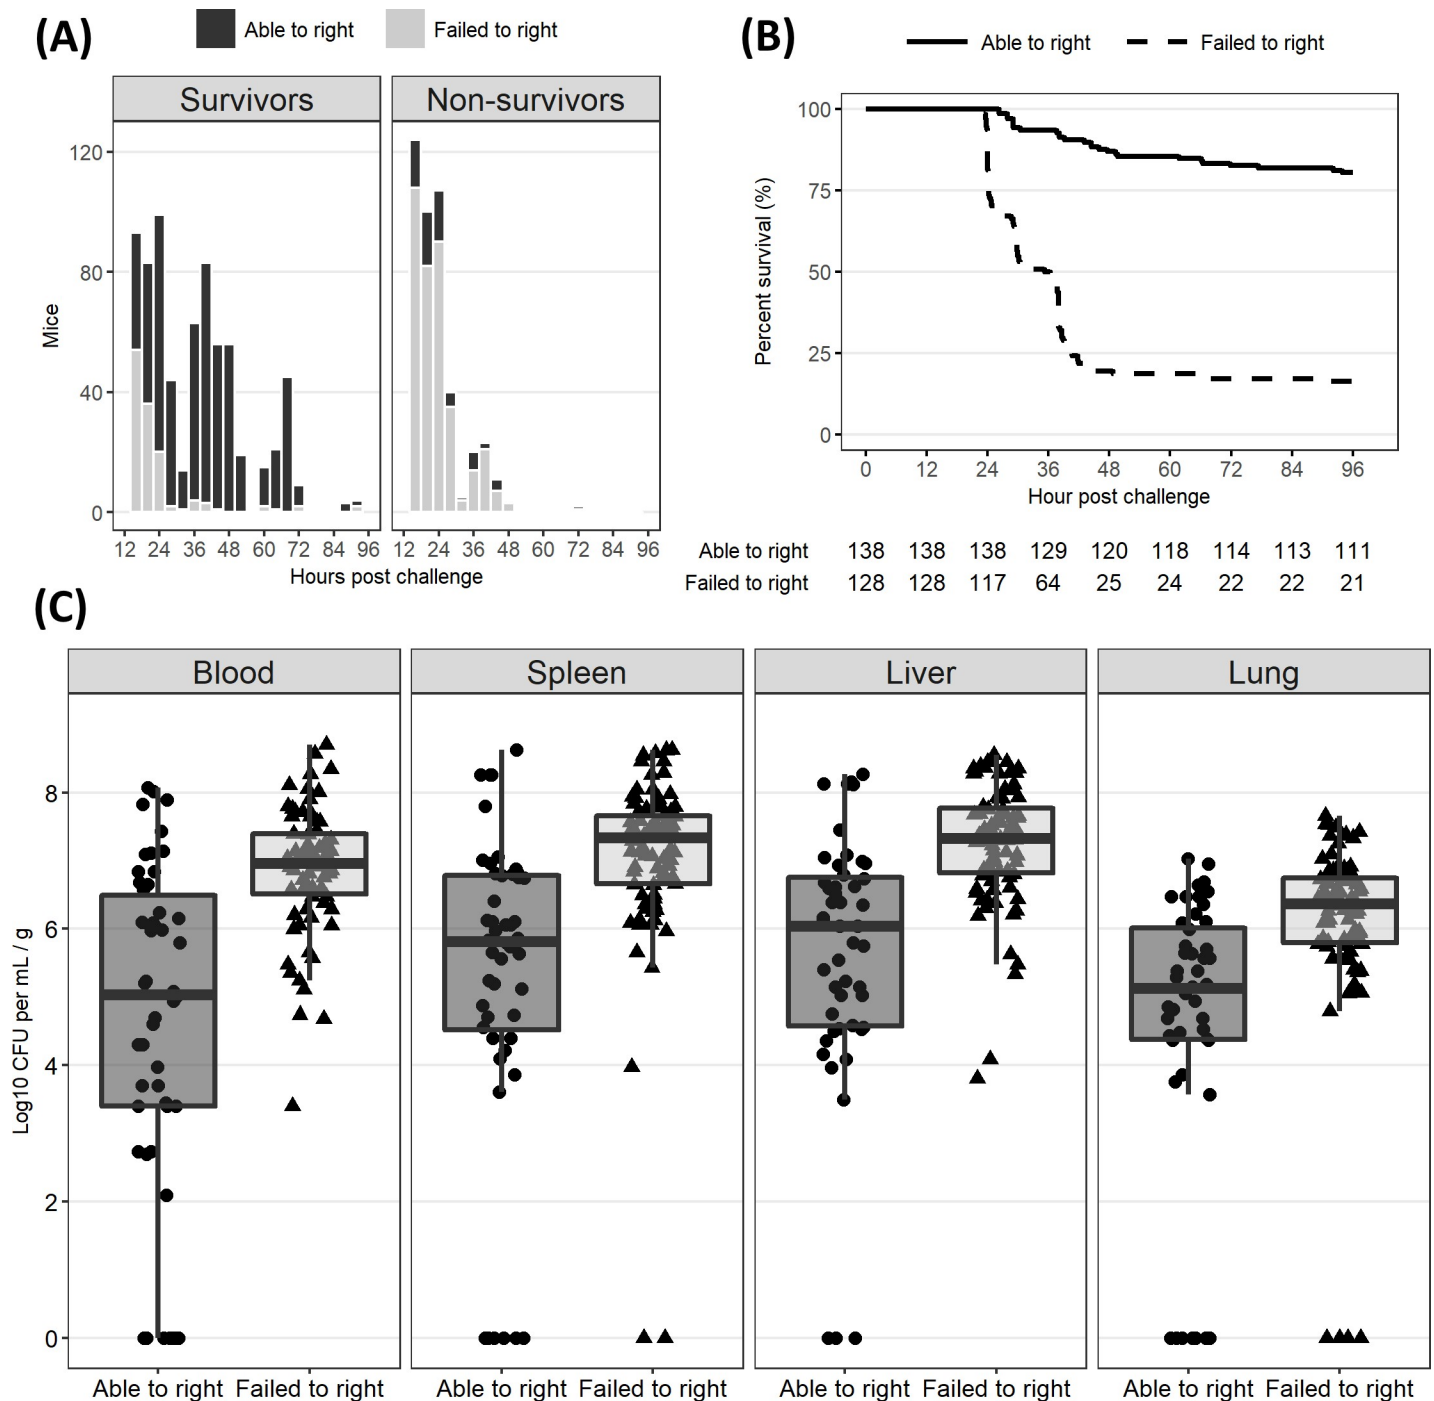 (A)
Able to right Failed to right
Survivors Non-survivors
Mice
120
80
40
0
12 24 36 48 60 72 84 96 12 24 36 48 60 72 84 96
Hours post challenge
(B)
Able to right Failed to right
Percent survival (%)
100
75
50
25
0
0 12 24 36 48 60 72 84 96
Hour post challenge
Able to right 138 138 138 129 120 118 114 113 111
Failed to right 128 128 117 64 25 24 22 22 21
(C)
Blood Spleen Liver Lung
Log10 CFU per mL / g
8
6
4
2
0
Able to right Failed to right Able to right Failed to right Able to right Failed to right Able to right Failed to right